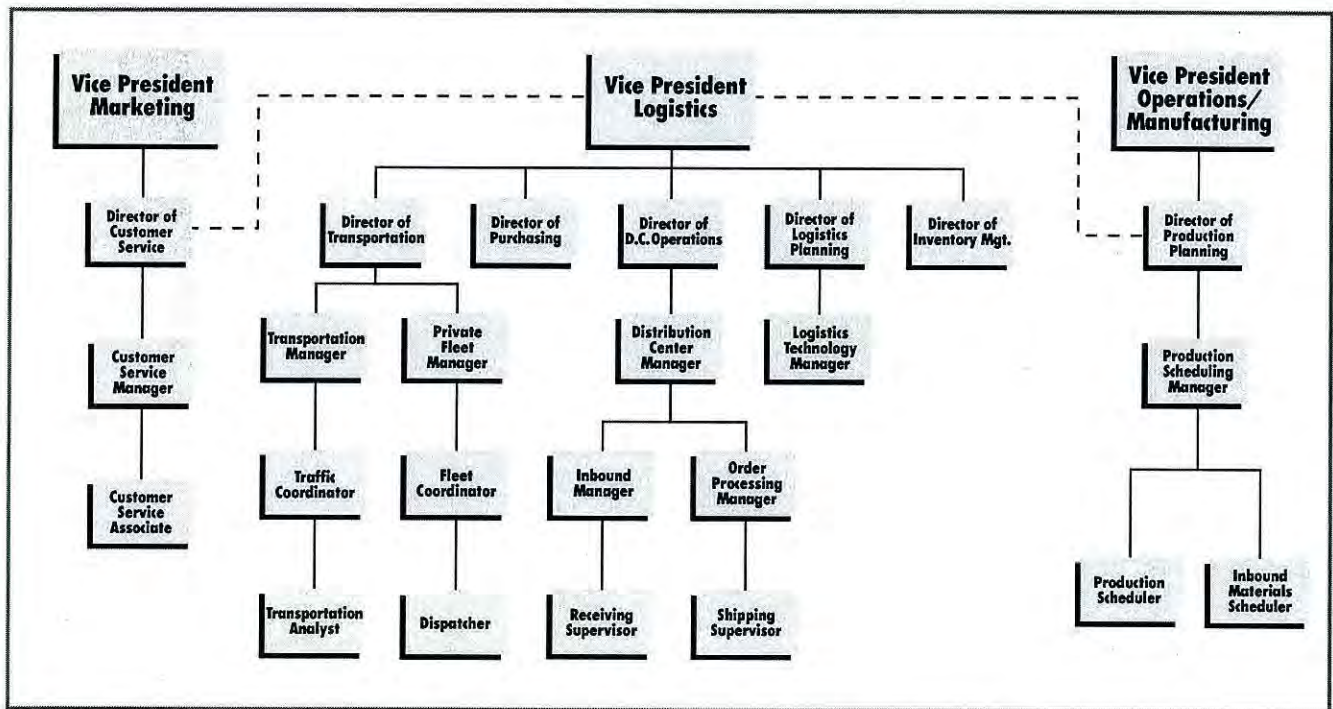 Vice President
Marketing
Vice President
Logistics
Vice President
Operations/
Manufacturing
Director of
Customer
Service
Director of
Transportation
Director of
Purchasing
Director of
D.C. Operations
Director of
Logistics
Planning
Director of
Inventory Mgt.
Director of
Production
Planning
Customer
Service
Manager
Transportation
Manager
Private
Fleet
Manager
Distribution
Center
Manager
Logistics
Technology
Manager
Production
Scheduling
Manager
Customer
Service
Associate
Traffic
Coordinator
Fleet
Coordinator
Inbound
Manager
Order
Processing
Manager
Transportation
Analyst
Dispatcher
Receiving
Supervisor
Shipping
Supervisor
Production
Scheduler
Inbound
Materials
Scheduler